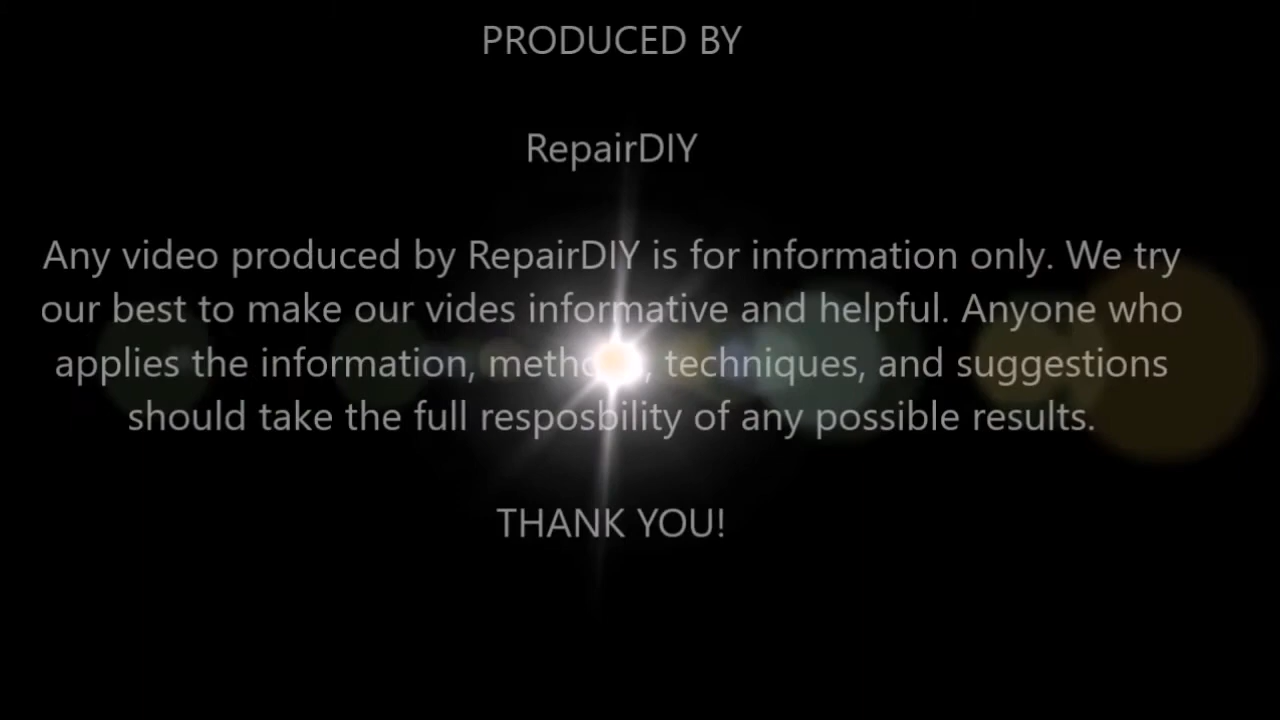 PRODUCED BY
RepairDIY
Any video produced by RepairDIY is for information only. We try
our best to make our vides informative and helpful. Anyone who
applies the information, techniques, and suggestions
should take the full resposbility of any possible results.
THANK YOU!